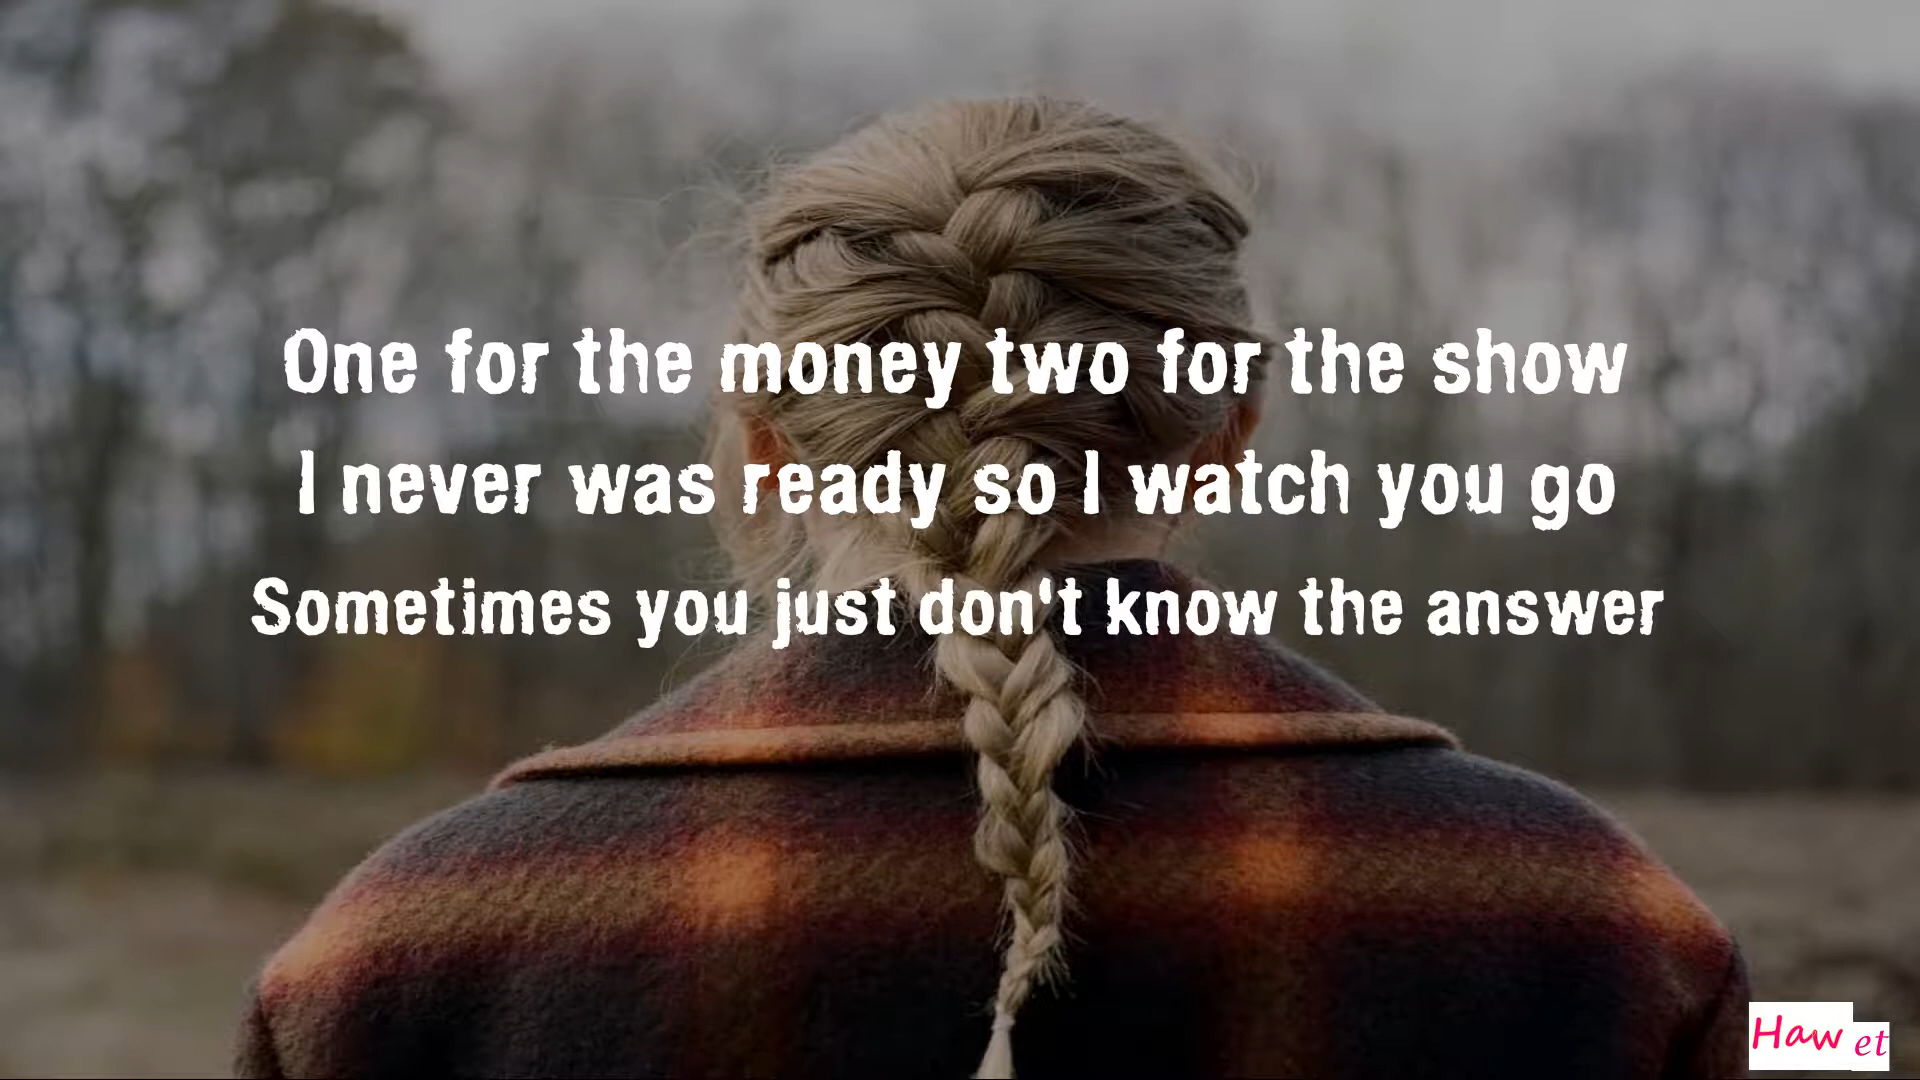 One for the money two for the show
I never was ready so I watch you go
Sometimes you just don't know the answer
Haw et